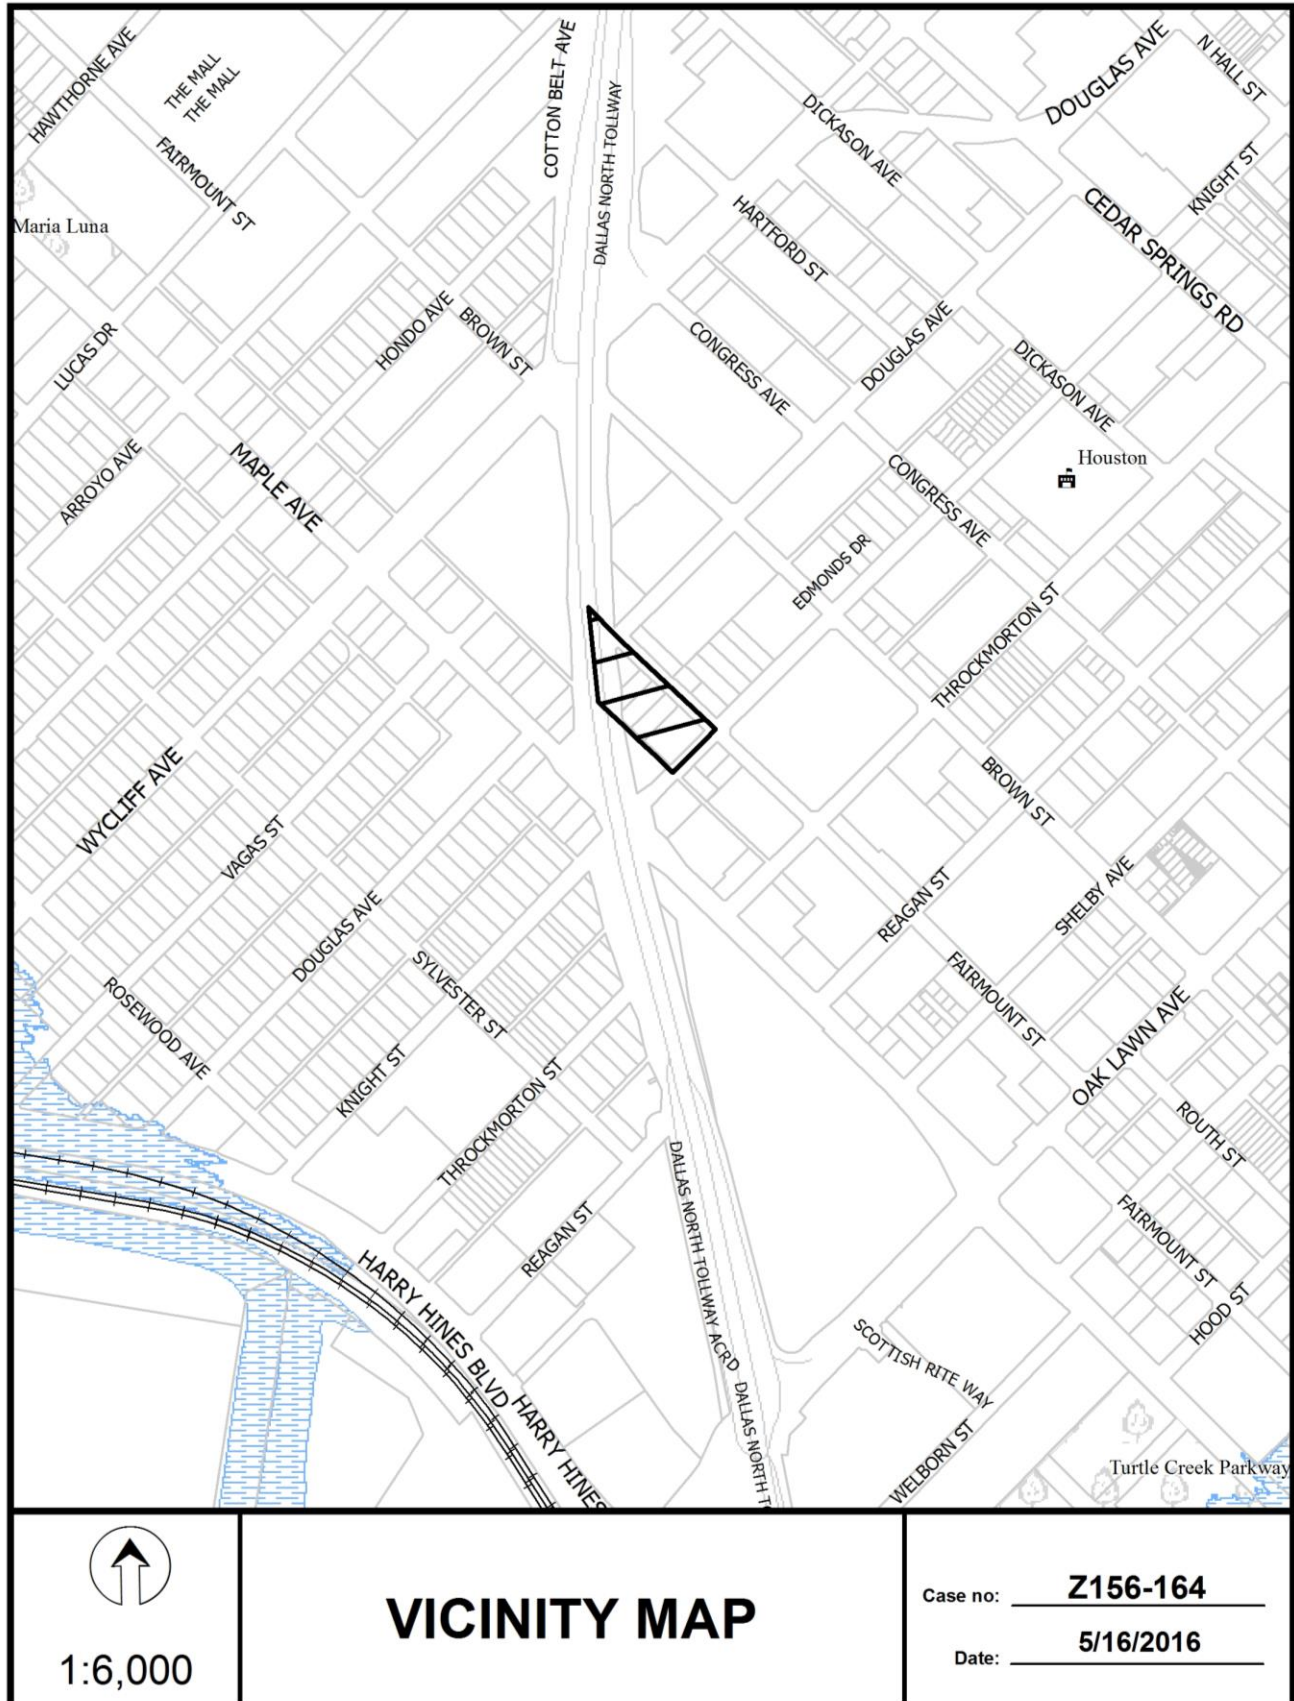 HAWTHORNE AVE
THE MALL
THE MALL
FAIRMOUNT ST
COTTON BELT AVE
DALLAS NORTH TOLLWAY
DICKASON AVE
DOUGLAS AVE
N HALL ST
KNIGHT ST
CEDAR SPRINGS RD
Maria Luna
HARTFORD ST
LUCAS DR
HONDO AVE
BROWN ST
CONGRESS AVE
DOUGLAS AVE
DICKASON AVE
ARROYO AVE
MAPLE AVE
Houston
CONGRESS AVE
EDMONDS DR
THROCKMORTON ST
WYCLIFF AVE
VAGAS ST
BROWN ST
DOUGLAS AVE
SYLVESTER ST
REAGAN ST
SHELBY AVE
FAIRMOUNT ST
ROSEWOOD AVE
KNIGHT ST
THROCKMORTON ST
OAK LAWN AVE
ROUTH ST
REAGAN ST
DALLAS NORTH TOLLWAY ACRD
FAIRMOUNT ST
HOOD ST
HARRY HINES BLVD
HARRY HINES
DALLAS NORTH TO
SCOTTISH RITE WAY
WELBORN ST
Turtle Creek Parkway
1:6,000
VICINITY MAP
Case no: Z156-164
Date: 5/16/2016